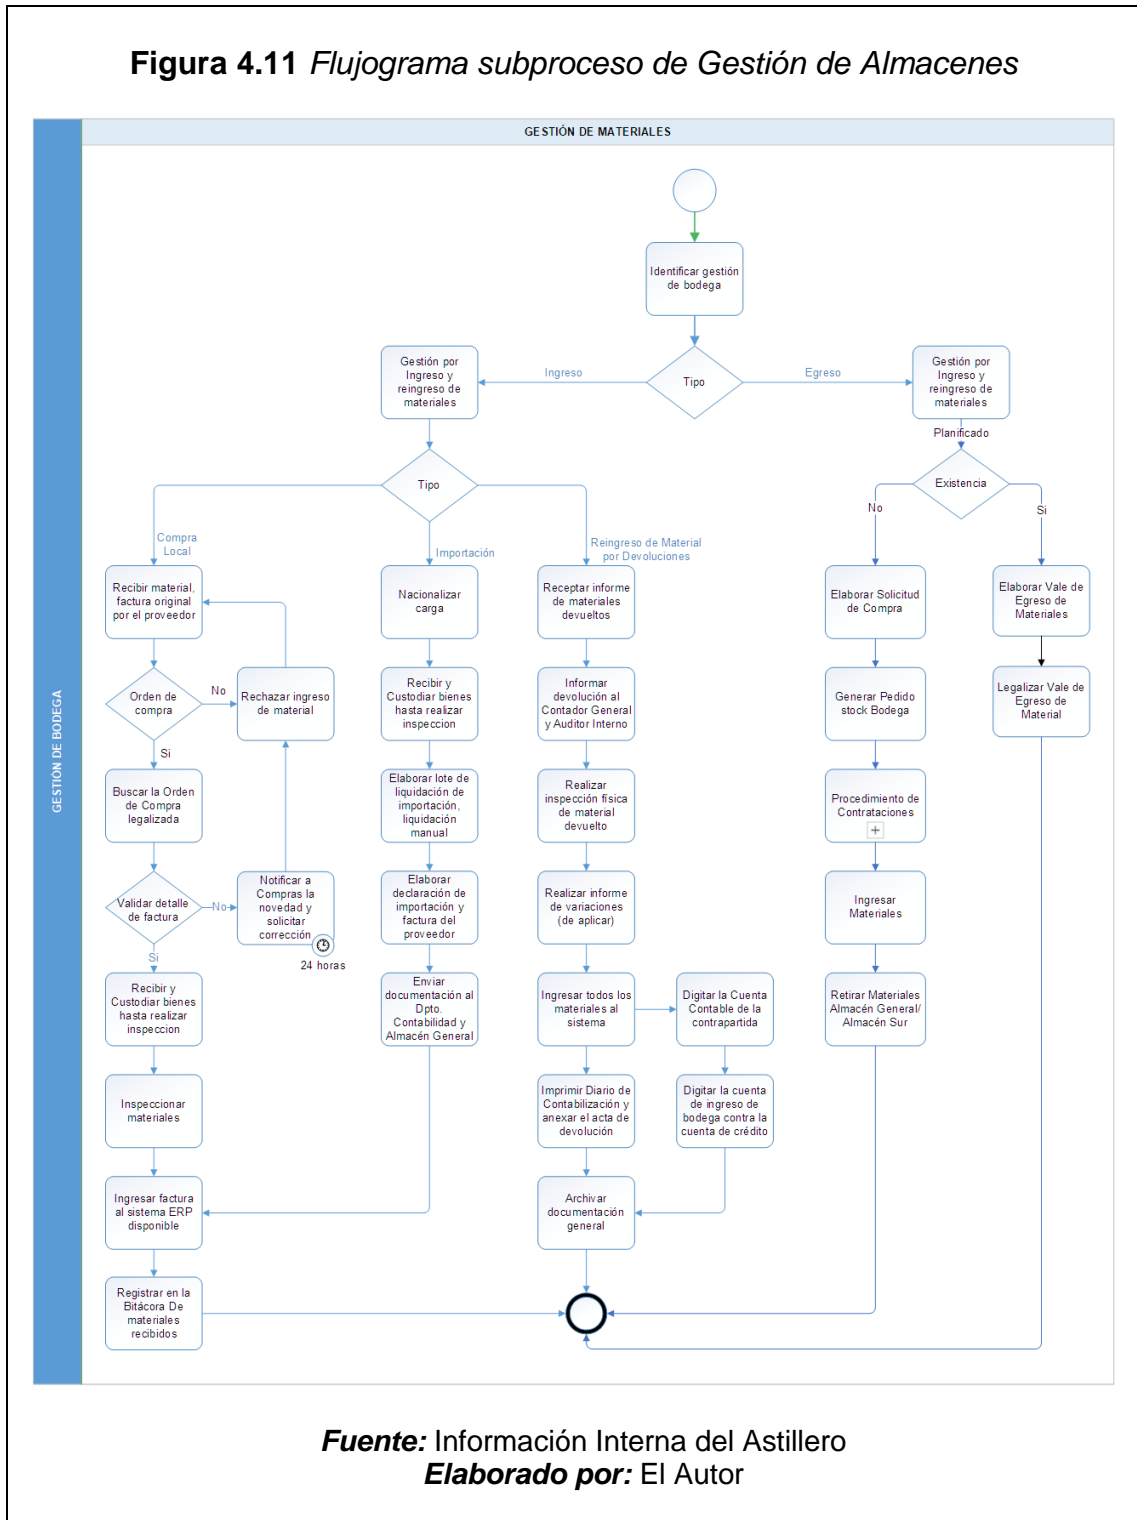 Figura 4.11 Flujograma subproceso de Gestión de Almacenes
GESTIÓN DE MATERIALES
GESTIÓN DE BODEGA
Identificar gestión
de bodega
Tipo
Ingreso
Egreso
Gestión por
Ingreso y
reingreso de
materiales
Gestión por
Ingreso y
reingreso de
materiales
Planificado
Tipo
Existencia
No
Si
Compra
Local
Importación
Reingreso de Material
por Devoluciones
Recibir material,
factura original
por el proveedor
Nacionalizar
carga
Receptar informe
de materiales
devueltos
Elaborar Solicitud
de Compra
Elaborar Vale de
Egreso de
Materiales
Orden de
compra
No
Rechazar ingreso
de material
Recibir y
Custodiar bienes
hasta realizar
inspeccion
Informar
devolución al
Contador General
y Auditor Interno
Generar Pedido
stock Bodega
Legalizar Vale de
Egreso de
Material
Si
Buscar la Orden
de Compra
legalizada
Elaborar lote de
liquidación de
importación,
liquidación
manual
Realizar
inspección física
de material
devuelto
Procedimiento de
Contrataciones
Validar detalle
de factura
No
Notificar a
Compras la
novedad y
solicitar
corrección
24 horas
Elaborar
declaración de
importación y
factura del
proveedor
Realizar informe
de variaciones
(de aplicar)
Ingresar
Materiales
Si
Recibir y
Custodiar bienes
hasta realizar
inspeccion
Enviar
documentación al
Dpto.
Contabilidad y
Almacén General
Ingresar todos los
materiales al
sistema
Digitar la Cuenta
Contable de la
contrapartida
Retirar Materiales
Almacén General/
Almacén Sur
Inspeccionar
materiales
Imprimir Diario de
Contabilización y
anexar el acta de
devolución
Digitar la cuenta
de ingreso de
bodega contra la
cuenta de crédito
Ingresar factura
al sistema ERP
disponible
Archivar
documentación
general
Registrar en la
Bitácora De
materiales
recibidos
Fuente: Información Interna del Astillero
Elaborado por: El Autor